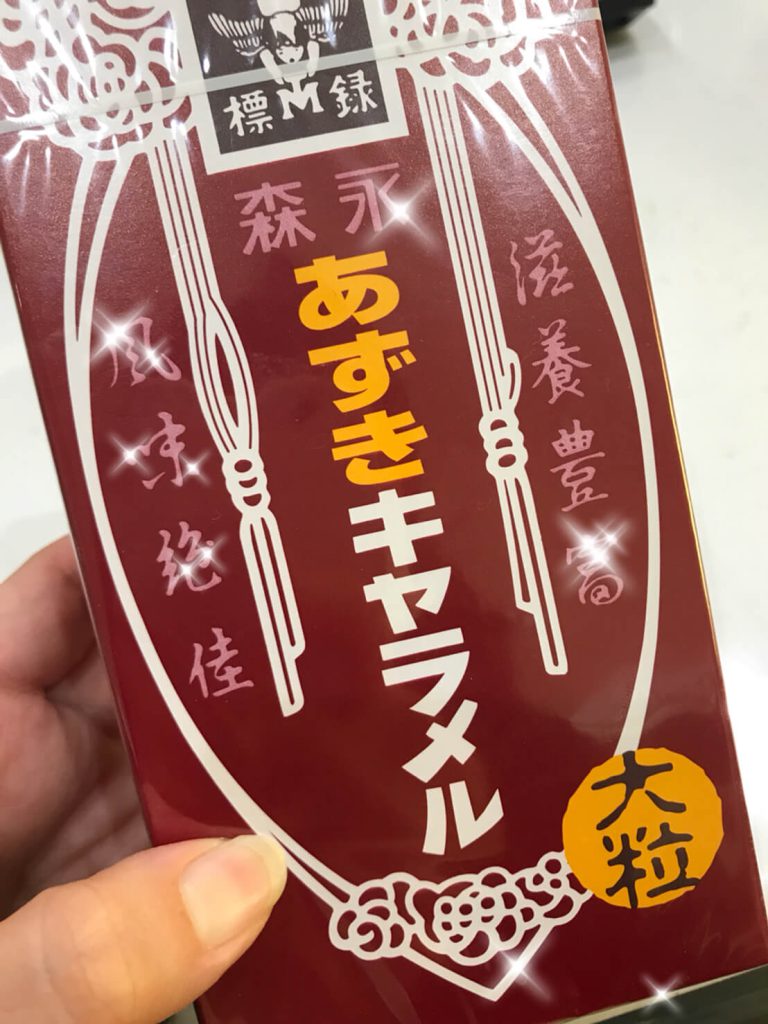 標M録
森永
あずきキャラメル
滋養豊富
風味絶佳
大粒